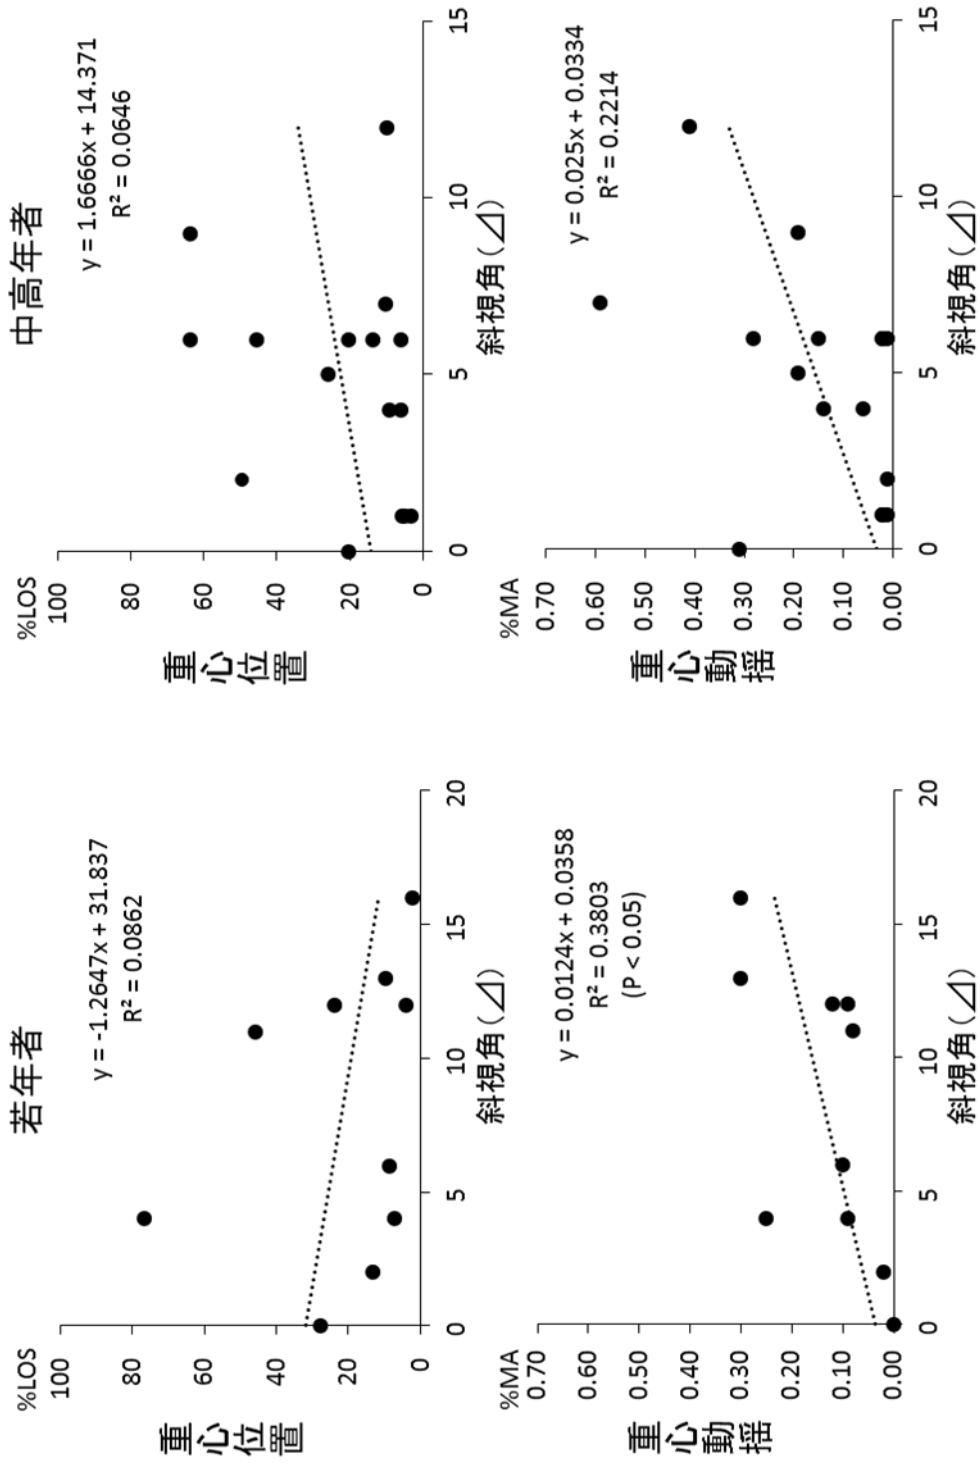 若年者
%LOS
100
80
60
40
20
0
重心位置
y = -1.2647x + 31.837
R² = 0.0862
0 5 10 15 20
斜視角(⊿)
中高年者
%LOS
100
80
60
40
20
0
重心位置
y = 1.6666x + 14.371
R² = 0.0646
0 5 10 15
斜視角(⊿)
%MA
0.70
0.60
0.50
0.40
0.30
0.20
0.10
0.00
重心動揺
y = 0.0124x + 0.0358
R² = 0.3803
(P < 0.05)
0 5 10 15 20
斜視角(⊿)
%MA
0.70
0.60
0.50
0.40
0.30
0.20
0.10
0.00
重心動揺
y = 0.025x + 0.0334
R² = 0.2214
0 5 10 15
斜視角(⊿)